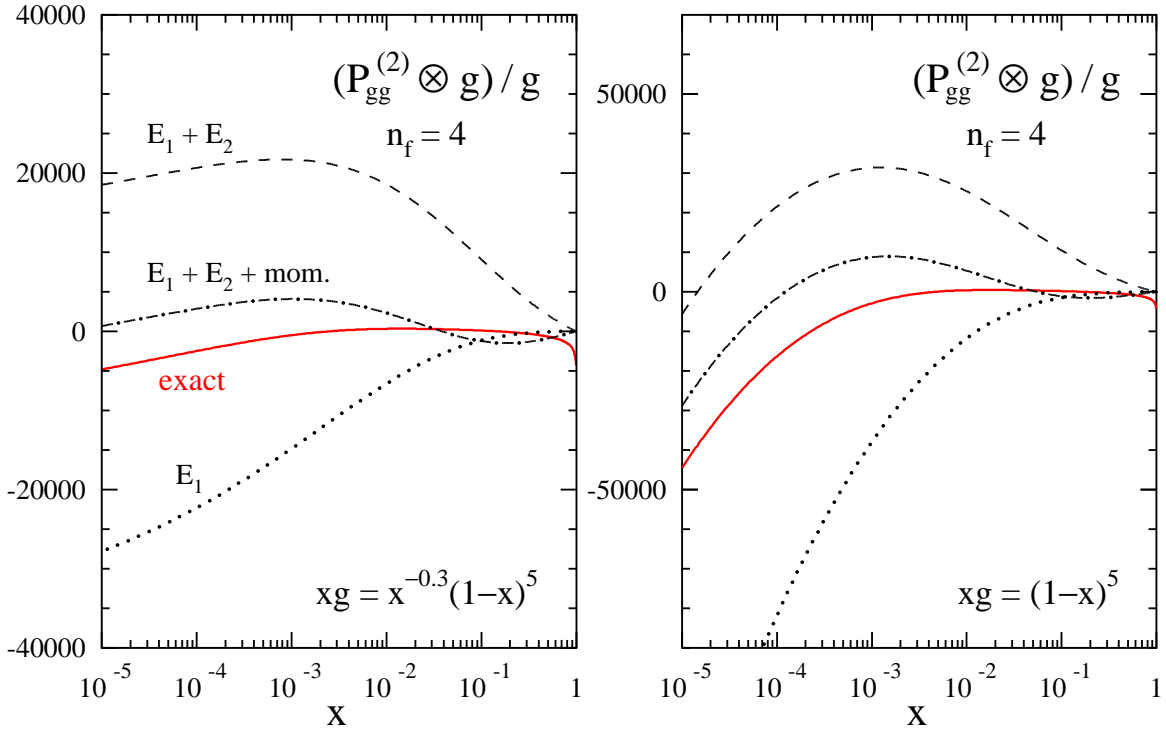 40000
20000
0
-20000
-40000
(P_gg^(2) ⊗ g) / g
n_f = 4
E_1 + E_2
E_1 + E_2 + mom.
exact
E_1
xg = x^−0.3(1−x)^5
10^-5 10^-4 10^-3 10^-2 10^-1 1
x
50000
0
-50000
(P_gg^(2) ⊗ g) / g
n_f = 4
xg = (1−x)^5
10^-5 10^-4 10^-3 10^-2 10^-1 1
x